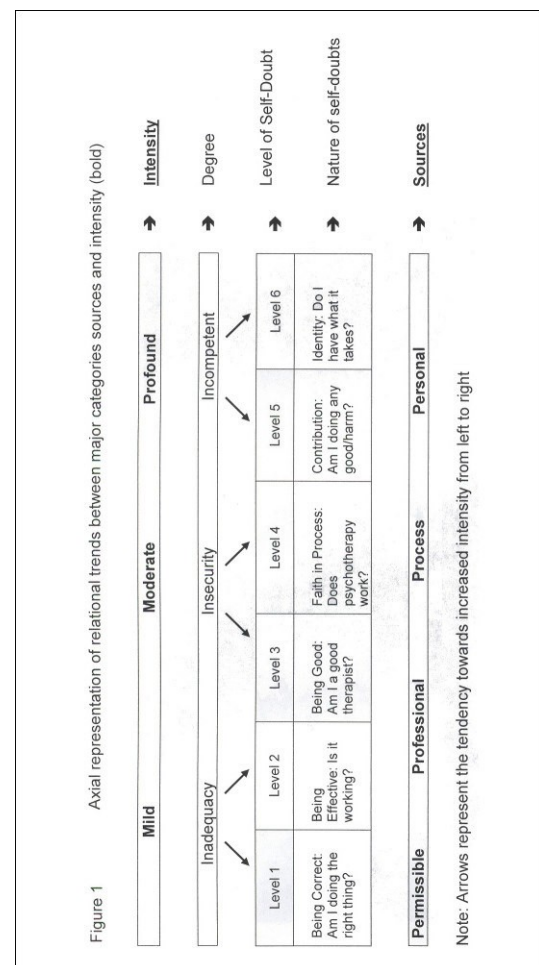 Figure 1 Axial representation of relational trends between major categories sources and intensity (bold)
Mild Moderate Profound ➔ Intensity
Inadequacy Insecurity Incompetent ➔ Degree
Level 1 Level 2 Level 3 Level 4 Level 5 Level 6 ➔ Level of Self-Doubt
Being Correct:
Am I doing the
right thing?
Being
Effective: Is it
working?
Being Good:
Am I a good
therapist?
Faith in Process:
Does
psychotherapy
work?
Contribution:
Am I doing any
good/harm?
Identity: Do I
have what it
takes?
➔ Nature of self-doubts
Permissible Professional Process Personal ➔ Sources
Note: Arrows represent the tendency towards increased intensity from left to right